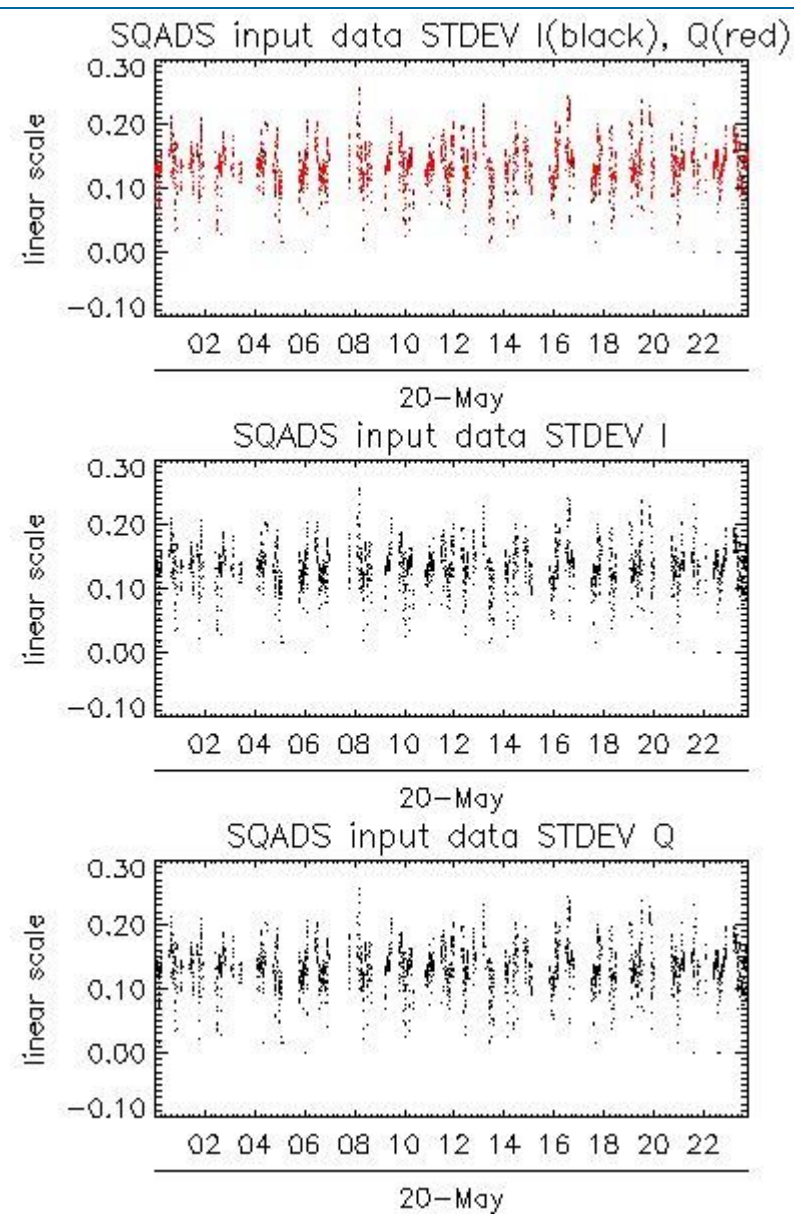 SQADS input data STDEV I(black), Q(red)
0.30
0.20
0.10
0.00
-0.10
linear scale
02 04 06 08 10 12 14 16 18 20 22
20-May
SQADS input data STDEV I
0.30
0.20
0.10
0.00
-0.10
linear scale
02 04 06 08 10 12 14 16 18 20 22
20-May
SQADS input data STDEV Q
0.30
0.20
0.10
0.00
-0.10
linear scale
02 04 06 08 10 12 14 16 18 20 22
20-May